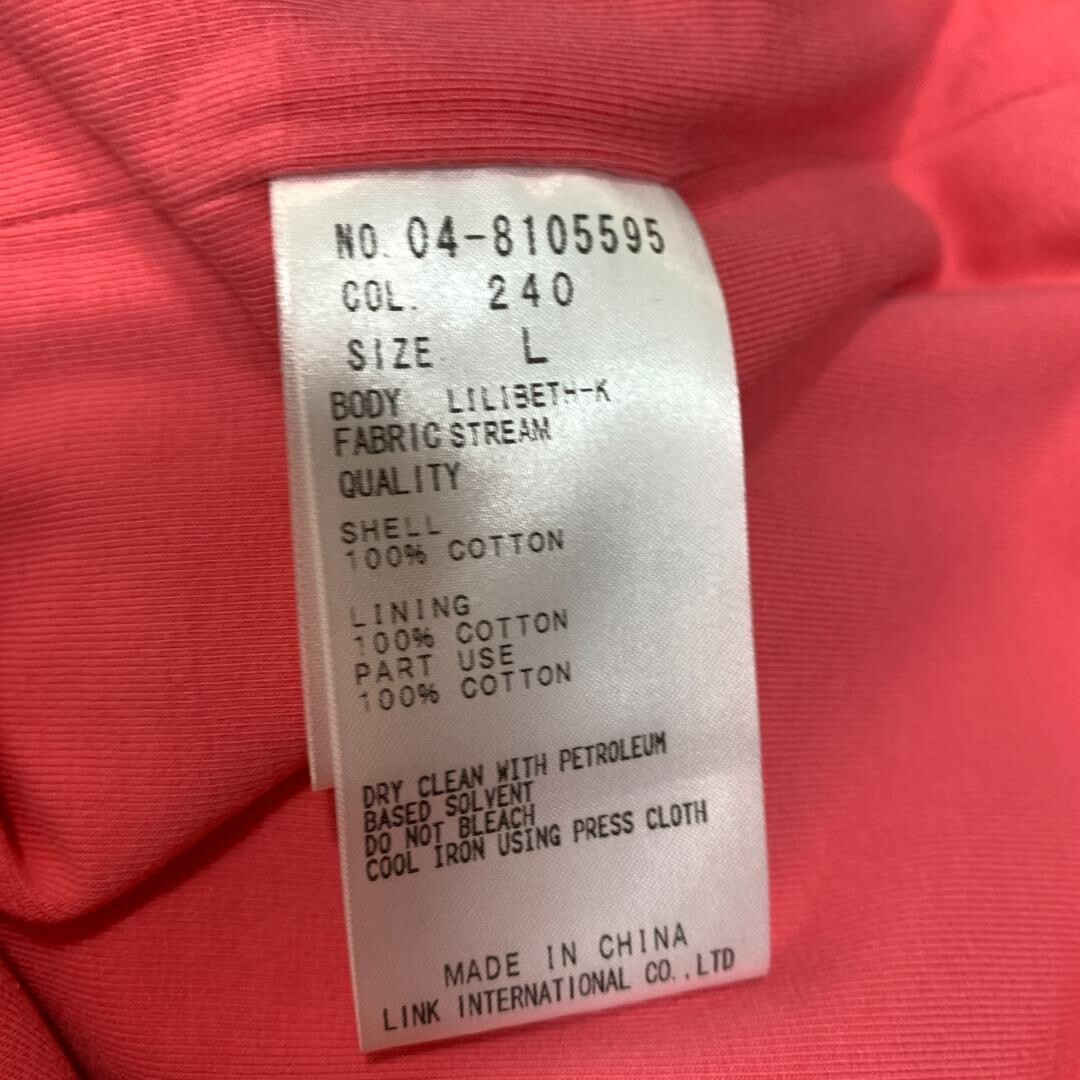 NO. 04-8105595
COL. 240
SIZE L
BODY LILIBETH-K
FABRIC STREAM
QUALITY
SHELL
100% COTTON
LINING
100% COTTON
PART USE
100% COTTON
DRY CLEAN WITH PETROLEUM
BASED SOLVENT
DO NOT BLEACH
COOL IRON USING PRESS CLOTH
MADE IN CHINA
LINK INTERNATIONAL CO.,LTD